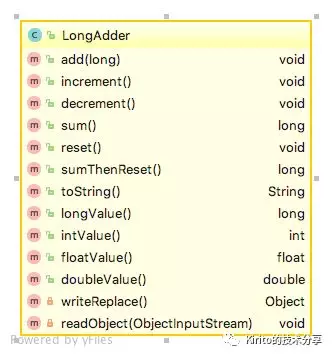 C LongAdder
m add(long) void
m increment() void
m decrement() void
m sum() long
m reset() void
m sumThenReset() long
m toString() String
m longValue() long
m intValue() int
m floatValue() float
m doubleValue() double
m writeReplace() Object
m readObject(ObjectInputStream) void
Powered by yFiles
Kirito的技术分享